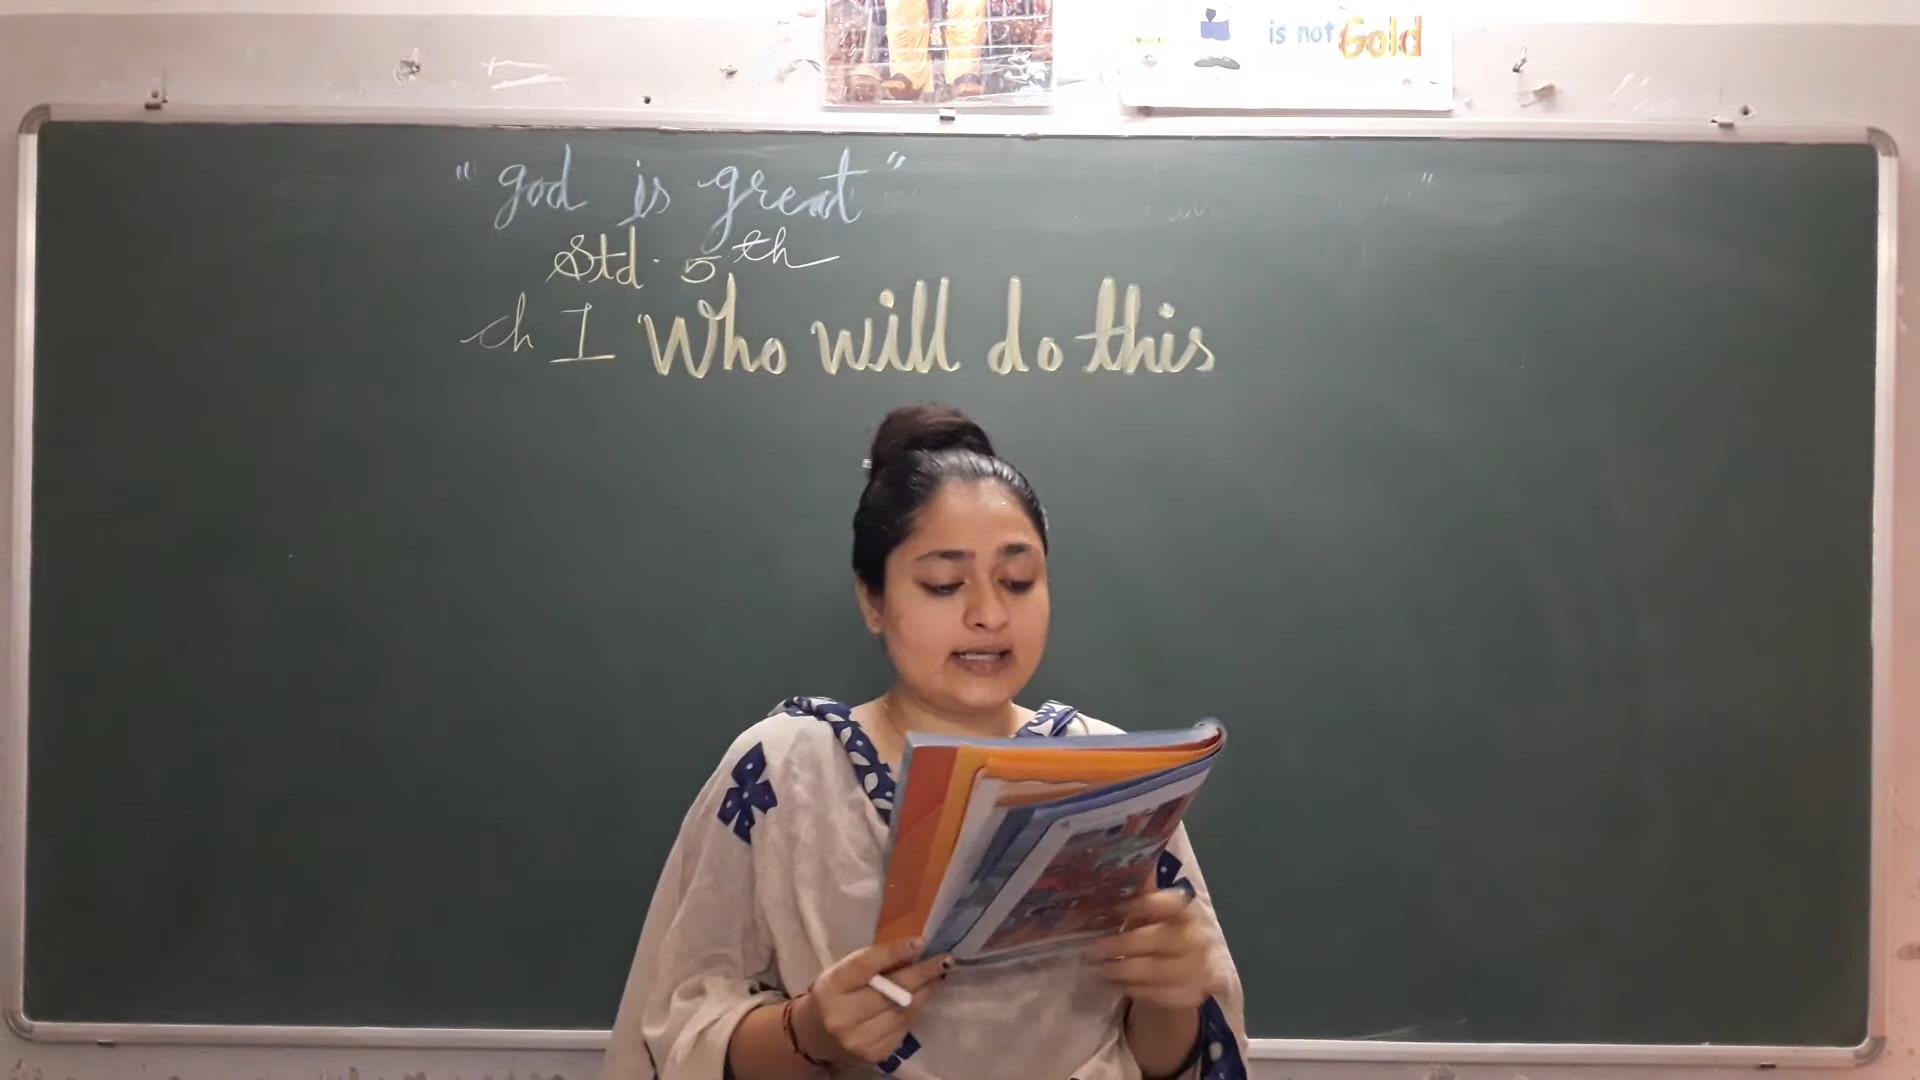 is not Gold
"god is great"
Std. 5th
ch I Who will do this